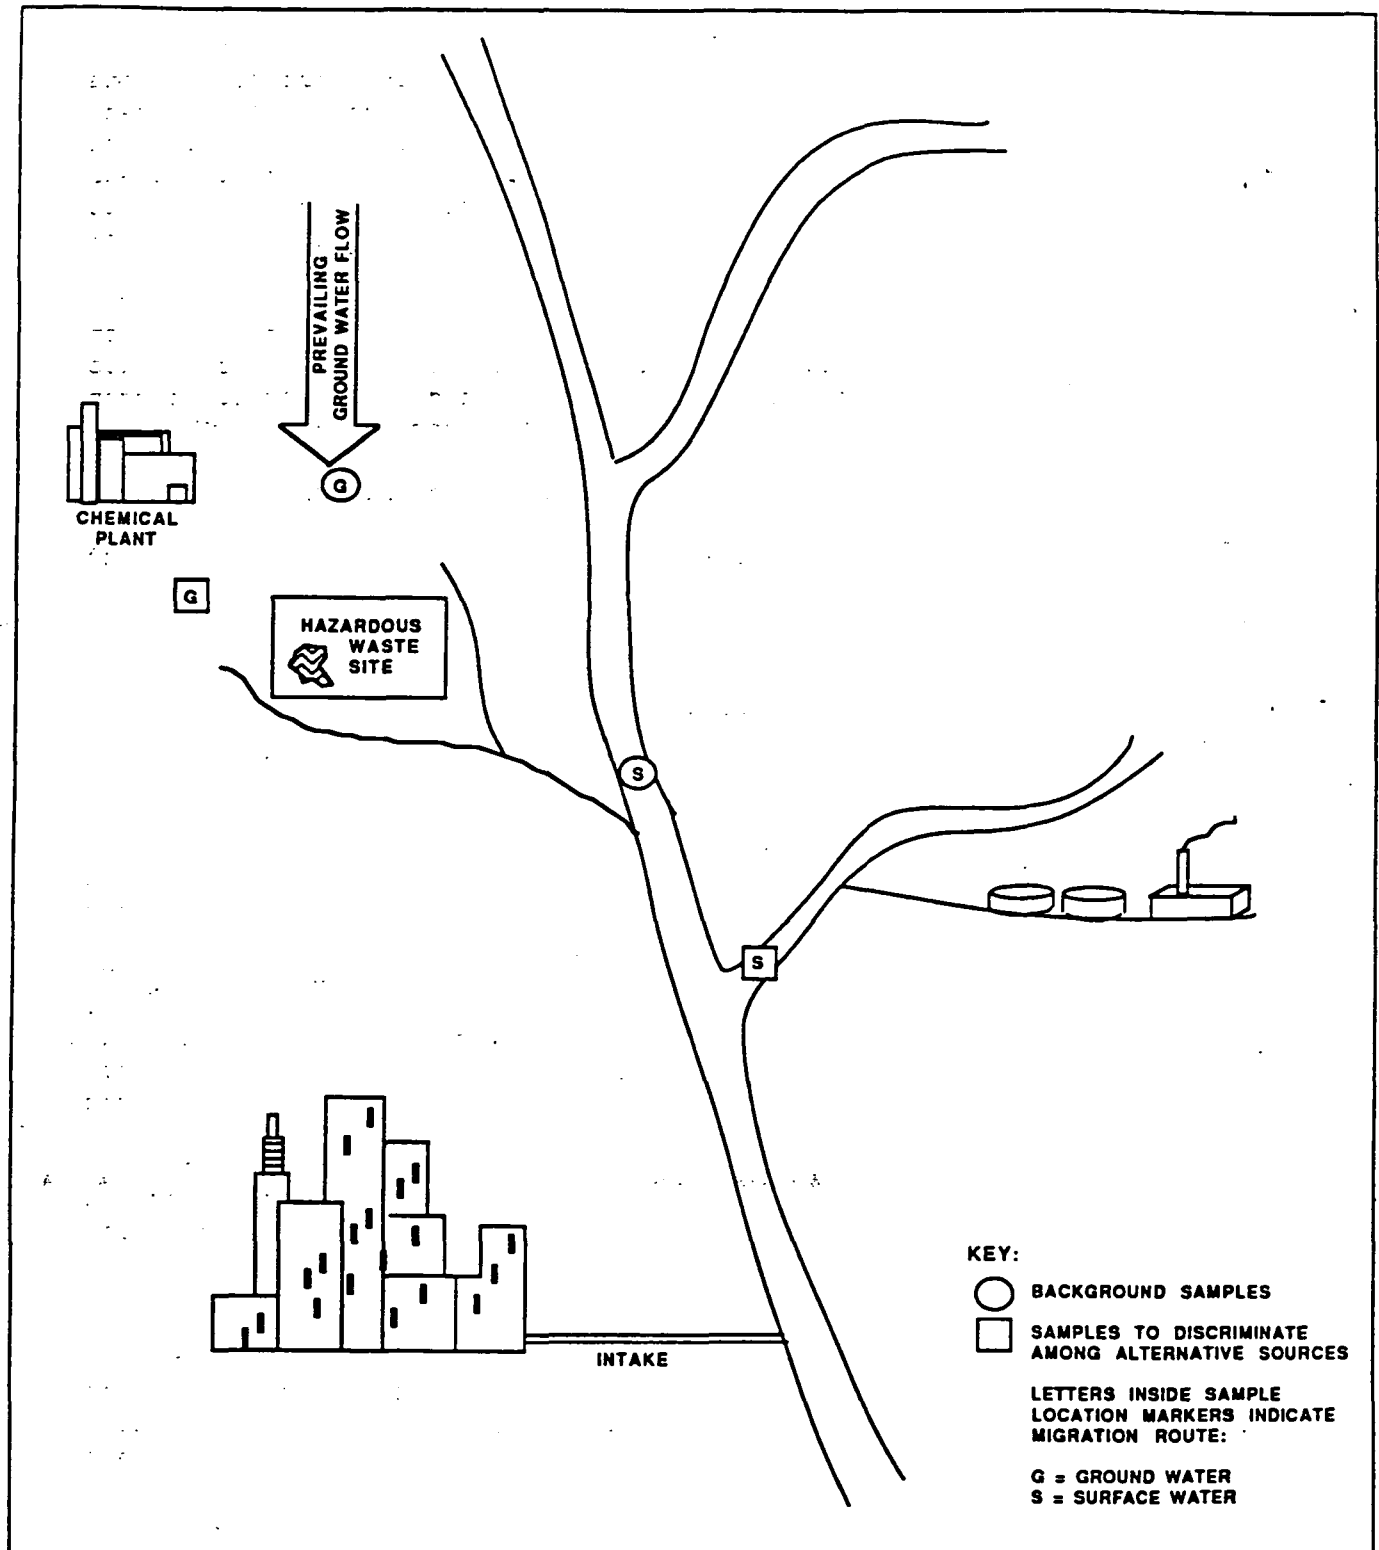 PREVAILING
GROUND WATER FLOW
G
CHEMICAL
PLANT
G
HAZARDOUS
WASTE
SITE
S
S
INTAKE
KEY:
BACKGROUND SAMPLES
SAMPLES TO DISCRIMINATE
AMONG ALTERNATIVE SOURCES
LETTERS INSIDE SAMPLE
LOCATION MARKERS INDICATE
MIGRATION ROUTE:
G = GROUND WATER
S = SURFACE WATER